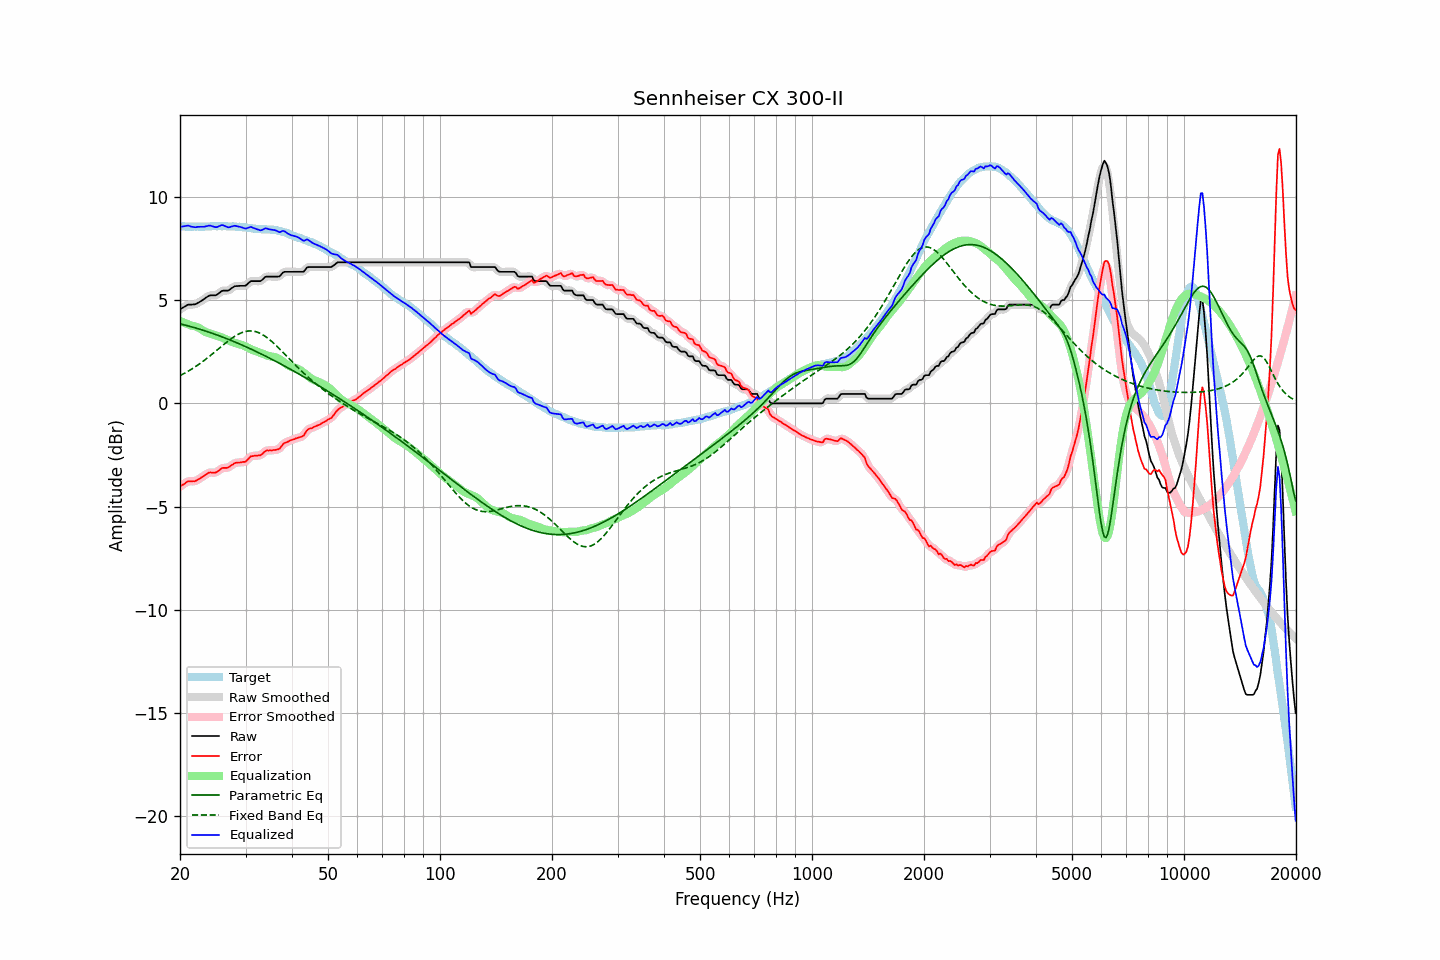 Sennheiser CX 300-II
Amplitude (dBr)
10
5
0
−5
−10
−15
−20
Target
Raw Smoothed
Error Smoothed
Raw
Error
Equalization
Parametric Eq
Fixed Band Eq
Equalized
20 50 100 200 500 1000 2000 5000 10000 20000
Frequency (Hz)